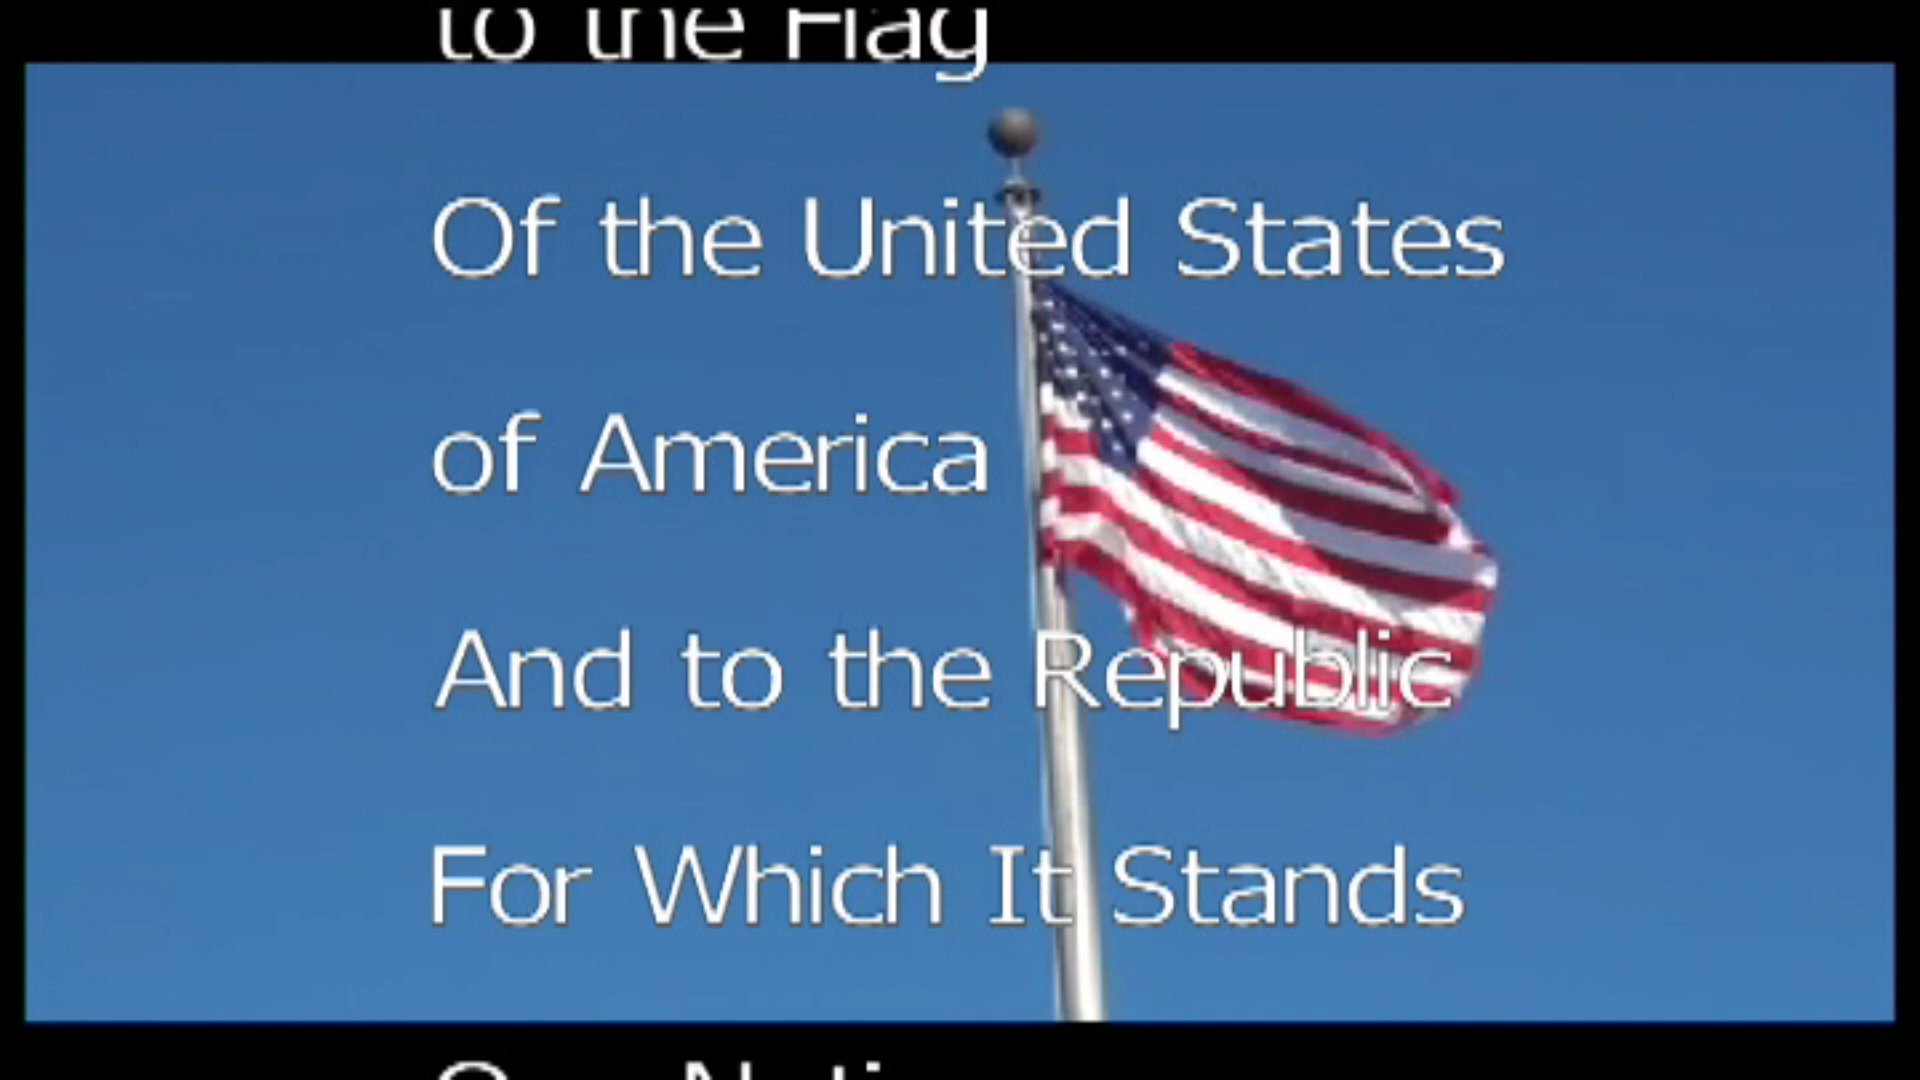 to the Flag
Of the United States
of America
And to the Republic
For Which It Stands